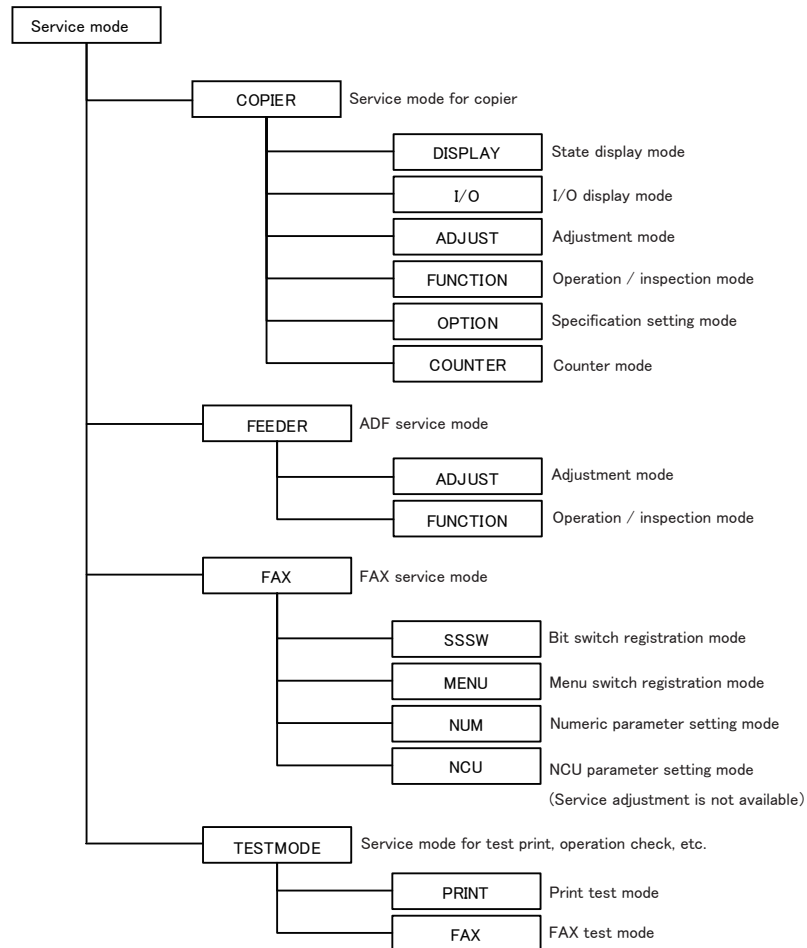 Service mode
COPIER Service mode for copier
DISPLAY State display mode
I/O I/O display mode
ADJUST Adjustment mode
FUNCTION Operation / inspection mode
OPTION Specification setting mode
COUNTER Counter mode
FEEDER ADF service mode
ADJUST Adjustment mode
FUNCTION Operation / inspection mode
FAX FAX service mode
SSSW Bit switch registration mode
MENU Menu switch registration mode
NUM Numeric parameter setting mode
NCU NCU parameter setting mode
(Service adjustment is not available)
TESTMODE Service mode for test print, operation check, etc.
PRINT Print test mode
FAX FAX test mode